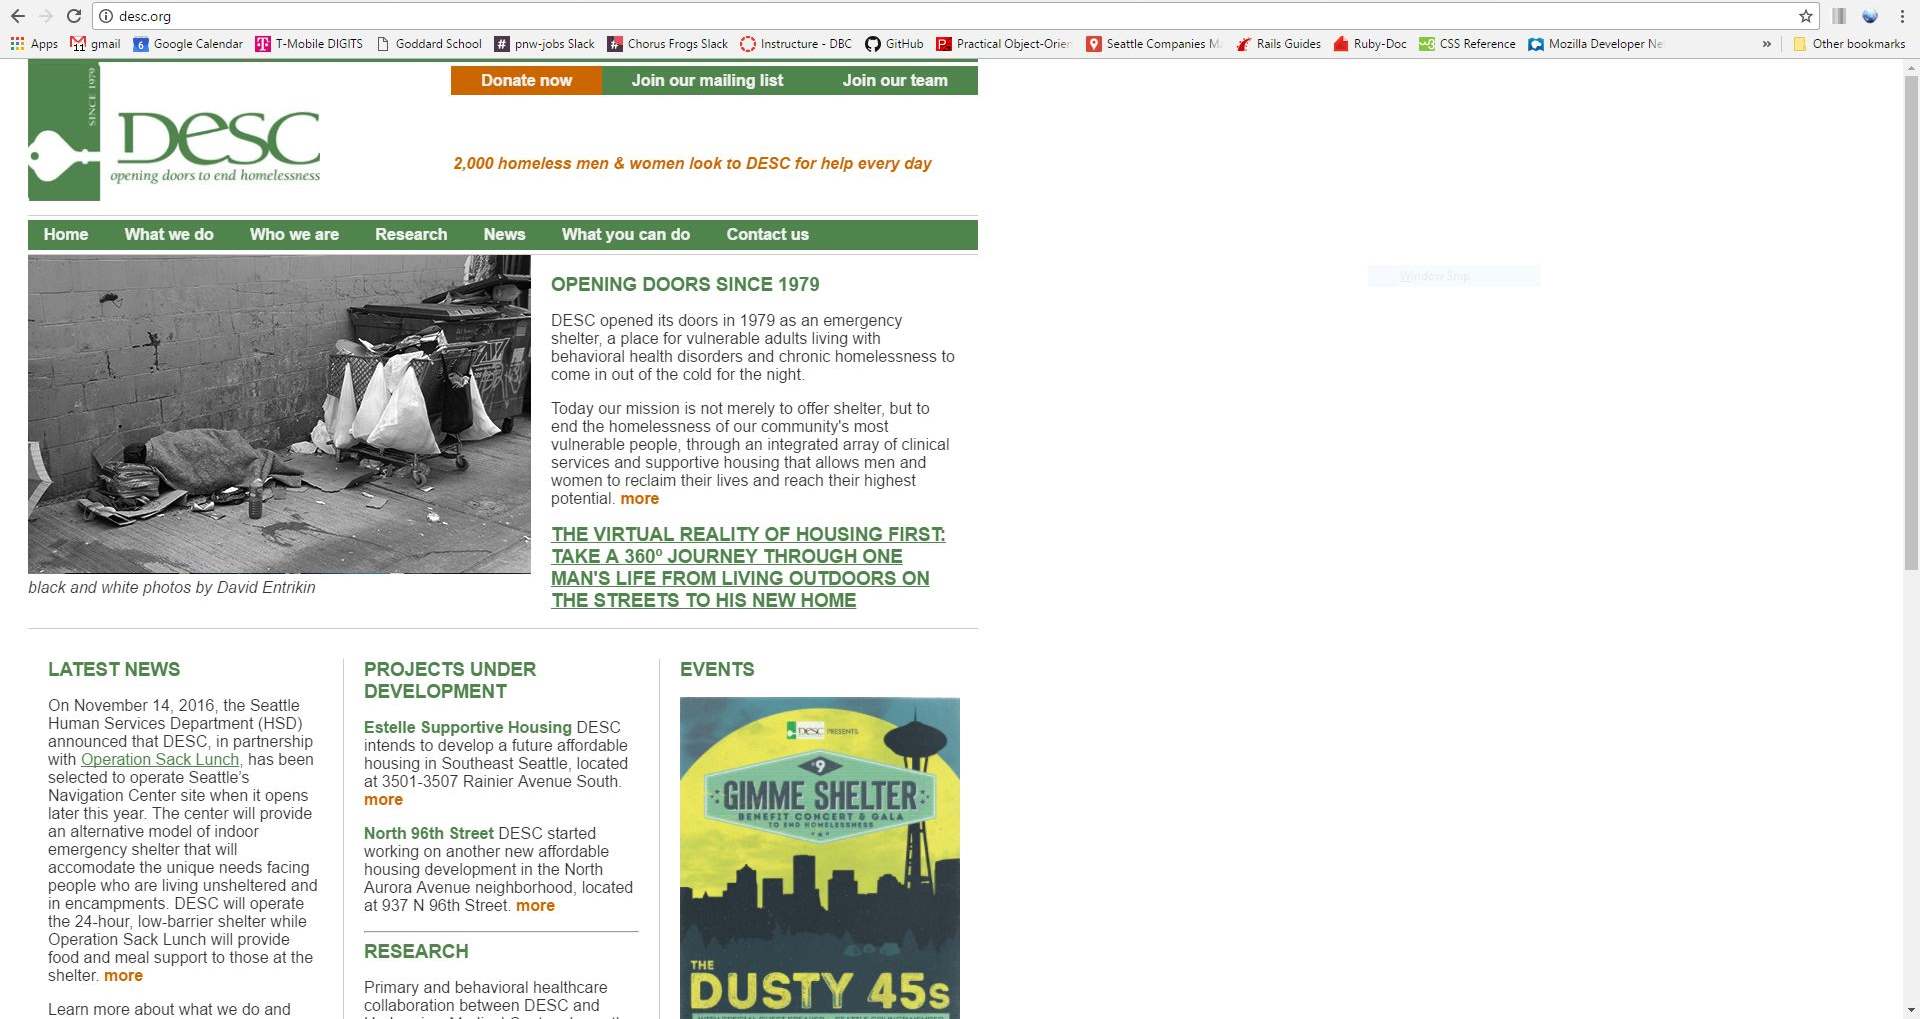 desc.org
Apps
gmail
Google Calendar
T-Mobile DIGITS
Goddard School
pnw-jobs Slack
Chorus Frogs Slack
Instructure - DBC
GitHub
Practical Object-Orien
Seattle Companies M
Rails Guides
Ruby-Doc
CSS Reference
Mozilla Developer Ne
»
Other bookmarks
Donate now
Join our mailing list
Join our team
SINCE 1979
DESC
opening doors to end homelessness
2,000 homeless men & women look to DESC for help every day
Home
What we do
Who we are
Research
News
What you can do
Contact us
Window Snip
OPENING DOORS SINCE 1979
DESC opened its doors in 1979 as an emergency
shelter, a place for vulnerable adults living with
behavioral health disorders and chronic homelessness to
come in out of the cold for the night.
Today our mission is not merely to offer shelter, but to
end the homelessness of our community's most
vulnerable people, through an integrated array of clinical
services and supportive housing that allows men and
women to reclaim their lives and reach their highest
potential. more
THE VIRTUAL REALITY OF HOUSING FIRST:
TAKE A 360º JOURNEY THROUGH ONE
MAN'S LIFE FROM LIVING OUTDOORS ON
THE STREETS TO HIS NEW HOME
black and white photos by David Entrikin
LATEST NEWS
On November 14, 2016, the Seattle
Human Services Department (HSD)
announced that DESC, in partnership
with Operation Sack Lunch, has been
selected to operate Seattle’s
Navigation Center site when it opens
later this year. The center will provide
an alternative model of indoor
emergency shelter that will
accomodate the unique needs facing
people who are living unsheltered and
in encampments. DESC will operate
the 24-hour, low-barrier shelter while
Operation Sack Lunch will provide
food and meal support to those at the
shelter. more
Learn more about what we do and
PROJECTS UNDER
DEVELOPMENT
Estelle Supportive Housing DESC
intends to develop a future affordable
housing in Southeast Seattle, located
at 3501-3507 Rainier Avenue South.
more
North 96th Street DESC started
working on another new affordable
housing development in the North
Aurora Avenue neighborhood, located
at 937 N 96th Street. more
RESEARCH
Primary and behavioral healthcare
collaboration between DESC and
EVENTS
DESC PRESENTS
#9
GIMME SHELTER
BENEFIT CONCERT & GALA
TO END HOMELESSNESS
THE
DUSTY 45s